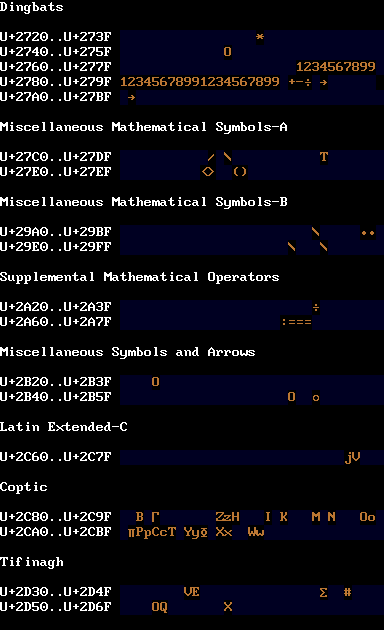 Dingbats
U+2720..U+273F *
U+2740..U+275F O
U+2760..U+277F 1234567899
U+2780..U+279F 12345678991234567899 +−÷ →
U+27A0..U+27BF →
Miscellaneous Mathematical Symbols-A
U+27C0..U+27DF / \ T
U+27E0..U+27EF ◇ ()
Miscellaneous Mathematical Symbols-B
U+29A0..U+29BF \ ••
U+29E0..U+29FF \ \
Supplemental Mathematical Operators
U+2A20..U+2A3F ÷
U+2A60..U+2A7F :===
Miscellaneous Symbols and Arrows
U+2B20..U+2B3F O
U+2B40..U+2B5F O o
Latin Extended-C
U+2C60..U+2C7F jV
Coptic
U+2C80..U+2C9F B Γ ZzH I K M N Oo
U+2CA0..U+2CBF πΡpCcT Yyφ Xx Ww
Tifinagh
U+2D30..U+2D4F VE Σ #
U+2D50..U+2D6F OQ X